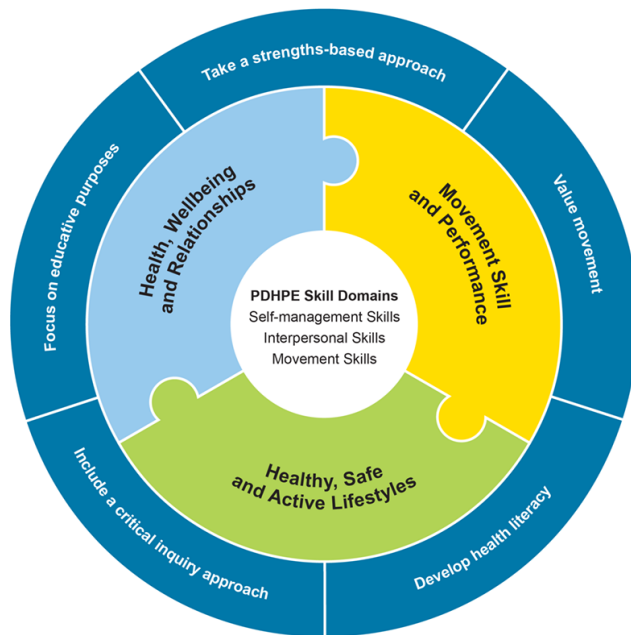 Take a strengths-based approach
Value movement
Develop health literacy
Include a critical inquiry approach
Focus on educative purposes
Health, Wellbeing
and Relationships
Movement Skill
and Performance
Healthy, Safe
and Active Lifestyles
PDHPE Skill Domains
Self-management Skills
Interpersonal Skills
Movement Skills